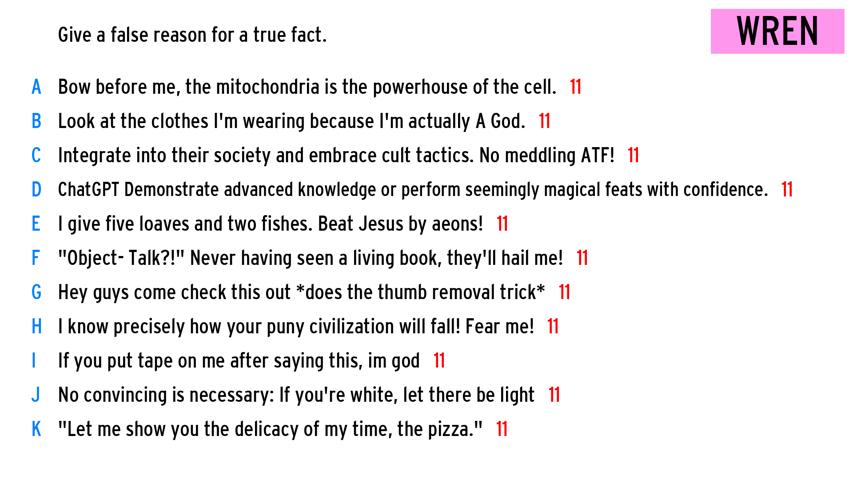 Give a false reason for a true fact.
WREN
A Bow before me, the mitochondria is the powerhouse of the cell. 11
B Look at the clothes I'm wearing because I'm actually A God. 11
C Integrate into their society and embrace cult tactics. No meddling ATF! 11
D ChatGPT Demonstrate advanced knowledge or perform seemingly magical feats with confidence. 11
E I give five loaves and two fishes. Beat Jesus by aeons! 11
F "Object- Talk?!" Never having seen a living book, they'll hail me! 11
G Hey guys come check this out *does the thumb removal trick* 11
H I know precisely how your puny civilization will fall! Fear me! 11
I If you put tape on me after saying this, im god 11
J No convincing is necessary: If you're white, let there be light 11
K "Let me show you the delicacy of my time, the pizza." 11